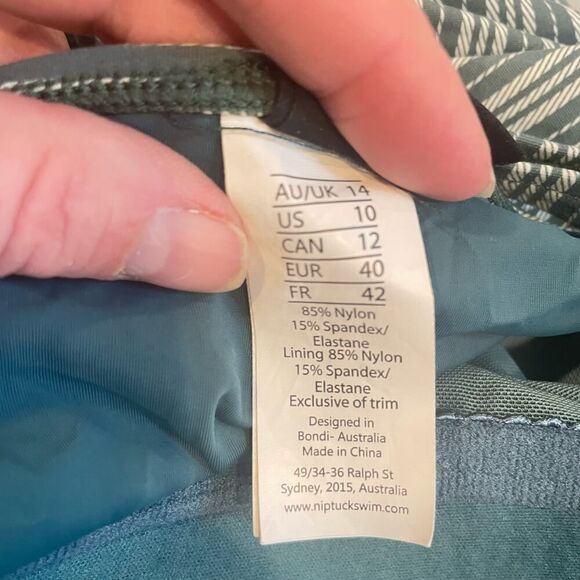 AU/UK 14
US 10
CAN 12
EUR 40
FR 42
85% Nylon
15% Spandex/
Elastane
Lining 85% Nylon
15% Spandex/
Elastane
Exclusive of trim
Designed in
Bondi- Australia
Made in China
49/34-36 Ralph St
Sydney, 2015, Australia
www.niptuckswim.com